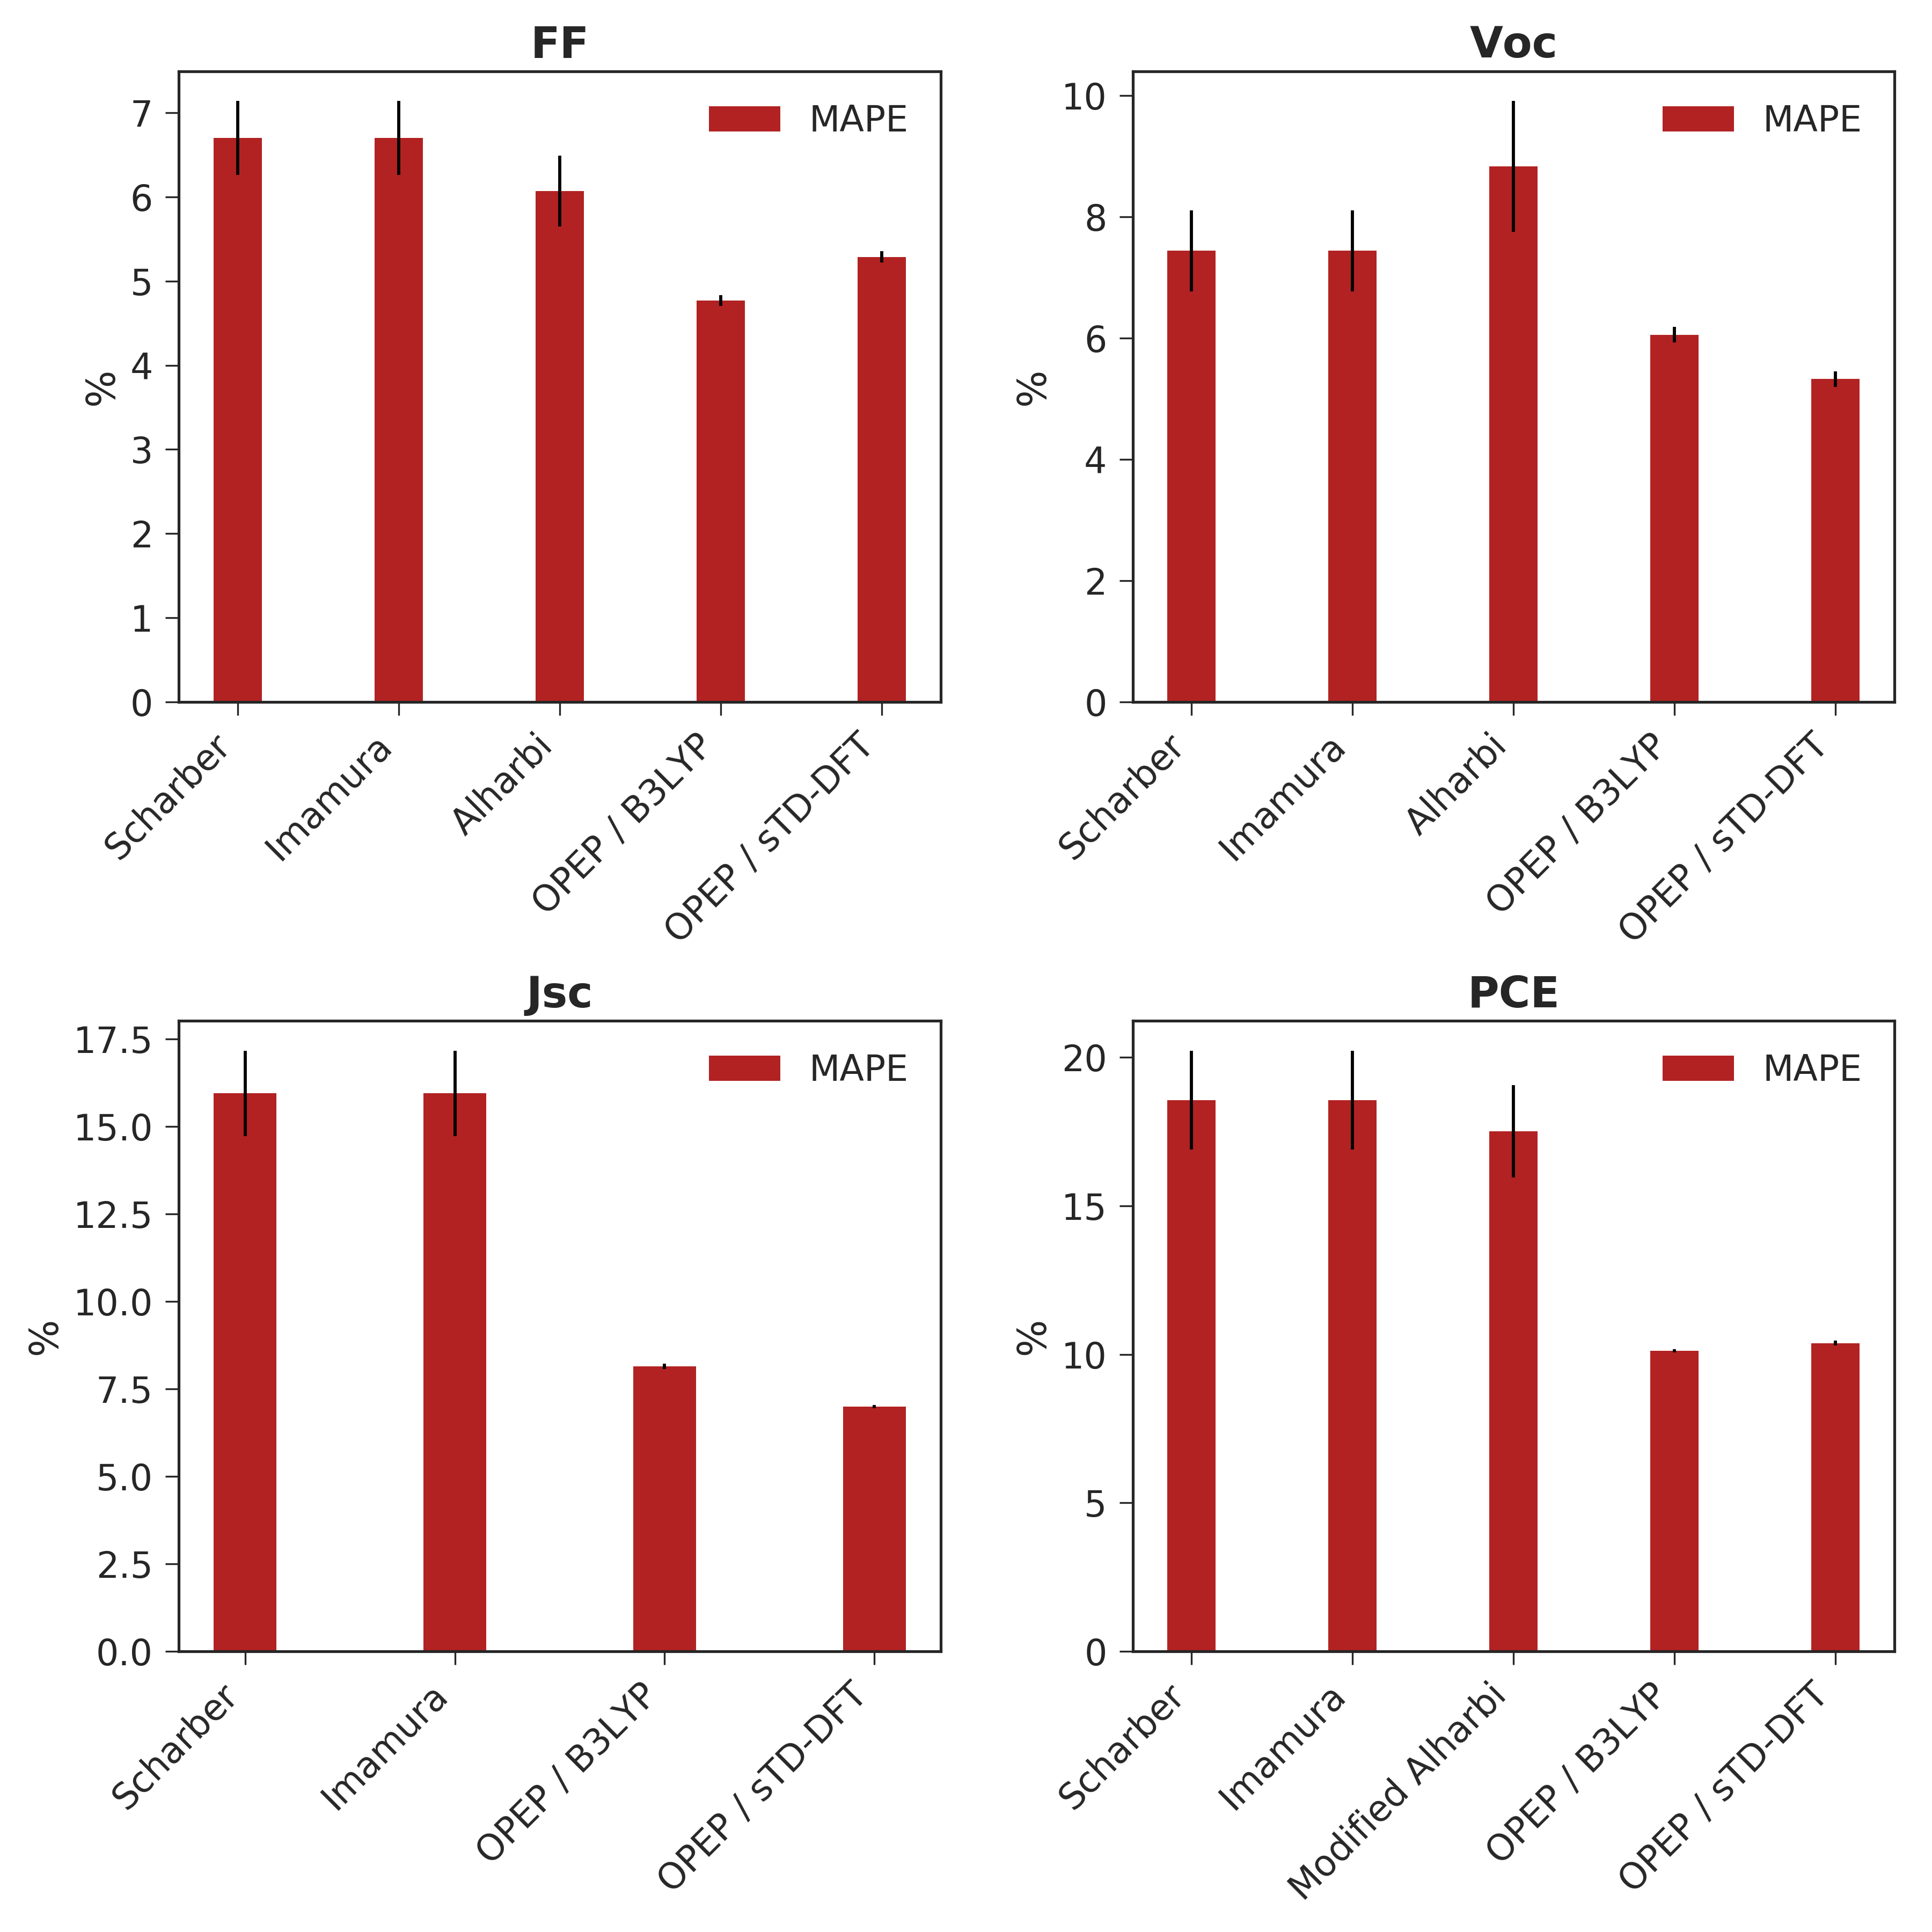 FF
MAPE
%
7
6
5
4
3
2
1
0
Scharber
Imamura
Alharbi
OPEP / B3LYP
OPEP / sTD-DFT
Voc
MAPE
%
10
8
6
4
2
0
Scharber
Imamura
Alharbi
OPEP / B3LYP
OPEP / sTD-DFT
Jsc
MAPE
%
17.5
15.0
12.5
10.0
7.5
5.0
2.5
0.0
Scharber
Imamura
OPEP / B3LYP
OPEP / sTD-DFT
PCE
MAPE
%
20
15
10
5
0
Scharber
Imamura
Modified Alharbi
OPEP / B3LYP
OPEP / sTD-DFT